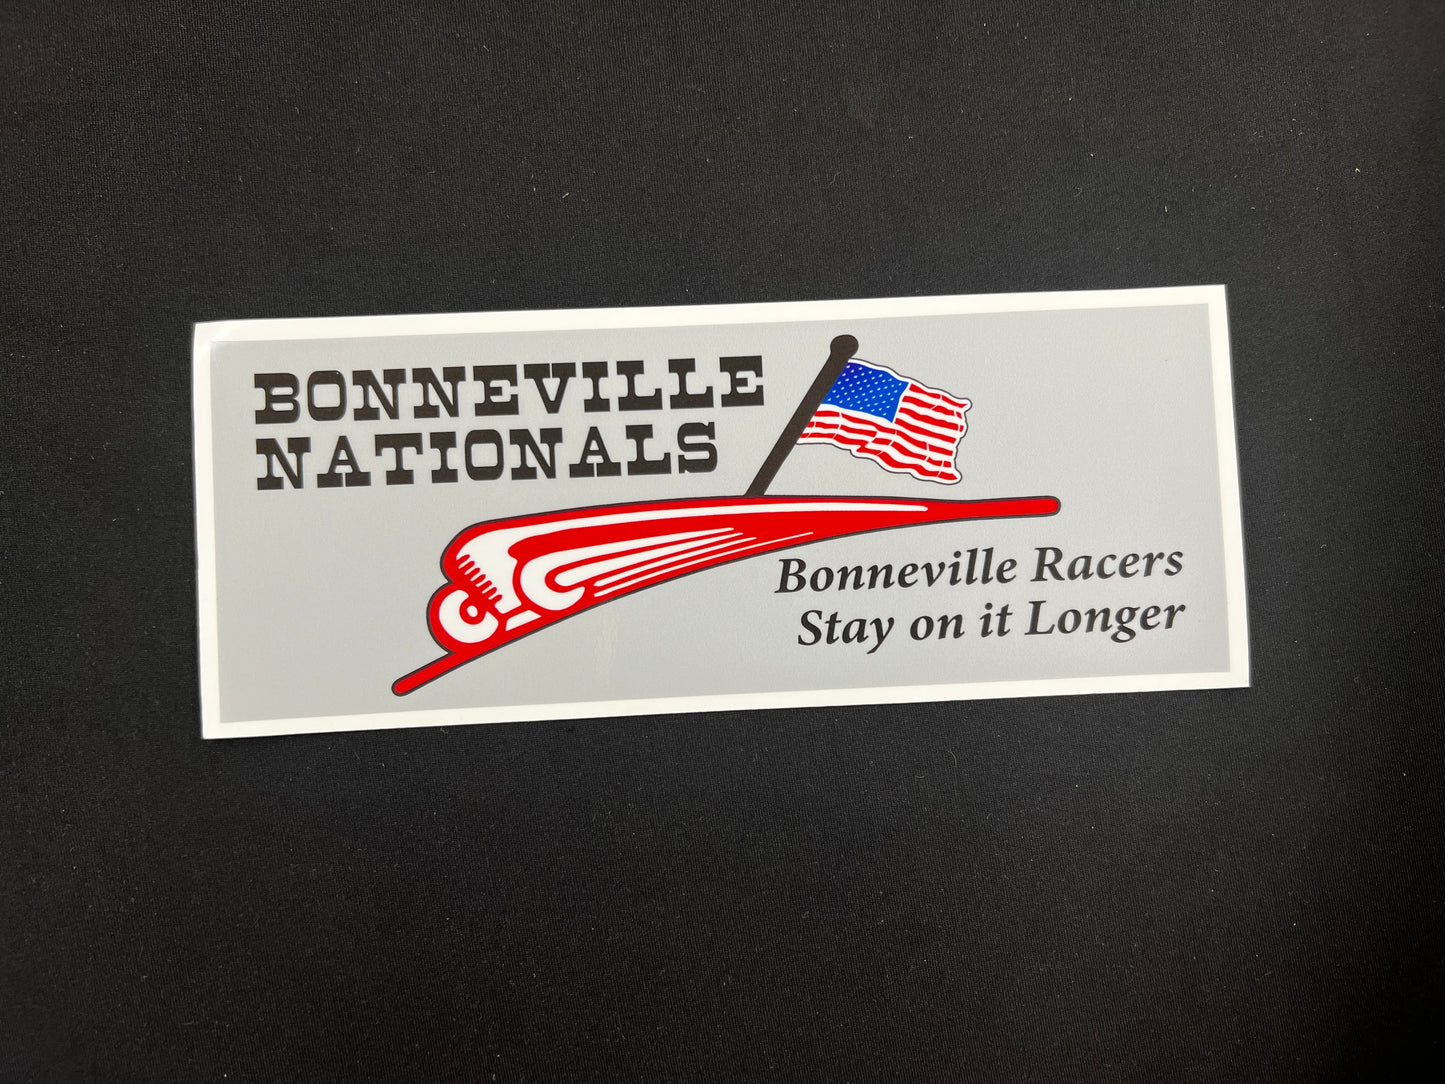 BONNEVILLE
NATIONALS
Bonneville Racers
Stay on it Longer